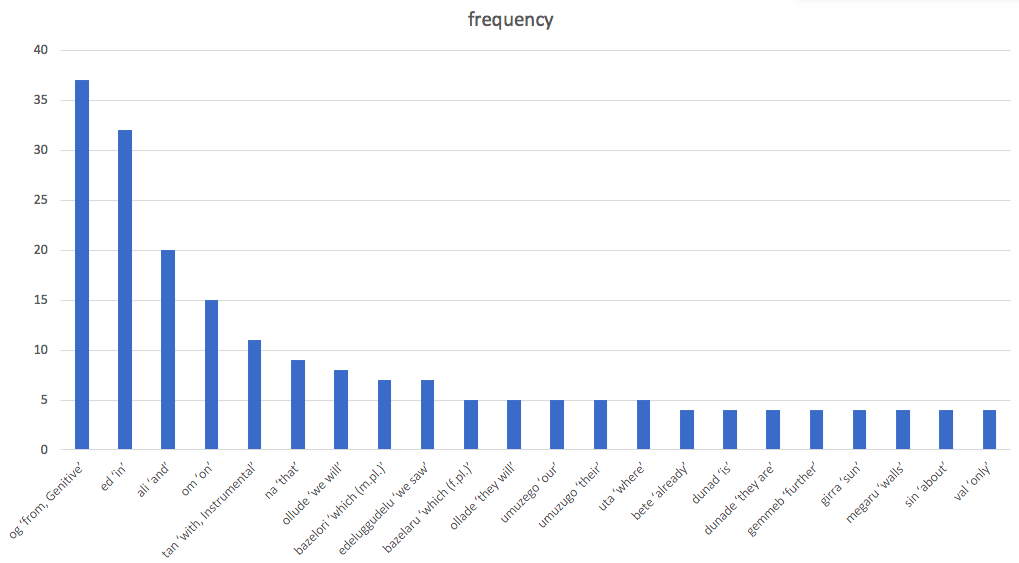 frequency
40
35
30
25
20
15
10
5
0
og ‘from, Genitive’
ed ‘in’
ali ‘and’
om ‘on’
tan ‘with, Instrumental’
na ‘that’
ollude ‘we will’
bazelori ‘which (m.pl.)’
edeluggudelu ‘we saw’
bazelaru ‘which (f.pl.)’
ollade ‘they will’
umuzego ‘our’
umuzugo ‘their’
uta ‘where’
bete ‘already’
dunad ‘is’
dunade ‘they are’
gemmeb ‘further’
girra ‘sun’
megaru ‘walls’
sin ‘about’
val ‘only’